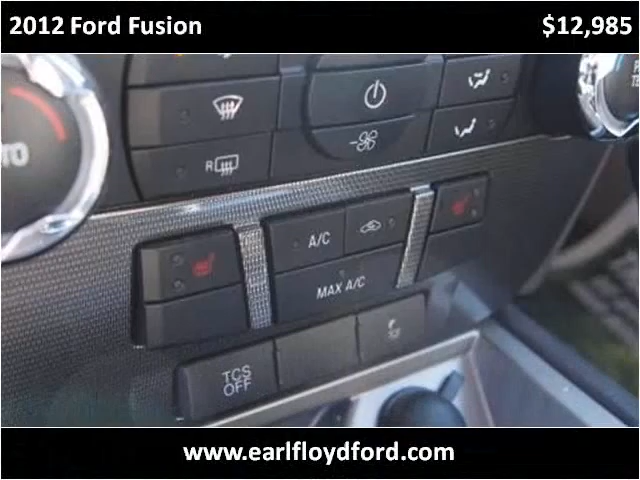 2012 Ford Fusion
$12,985
R
A/C
MAX A/C
TCS
OFF
www.earlfloydford.com